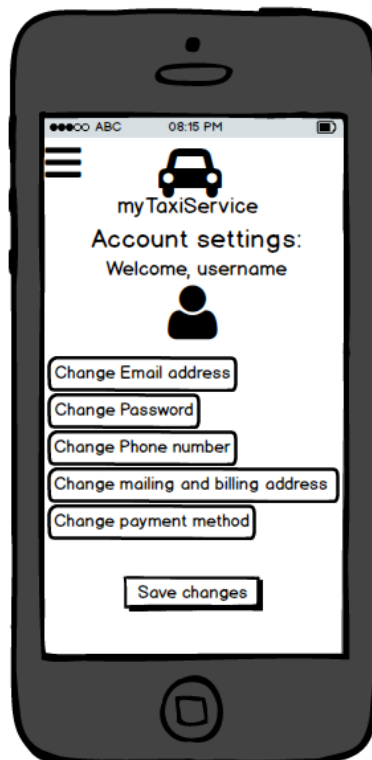 ABC 08:15 PM
myTaxiService
Account settings:
Welcome, username
Change Email address
Change Password
Change Phone number
Change mailing and billing address
Change payment method
Save changes